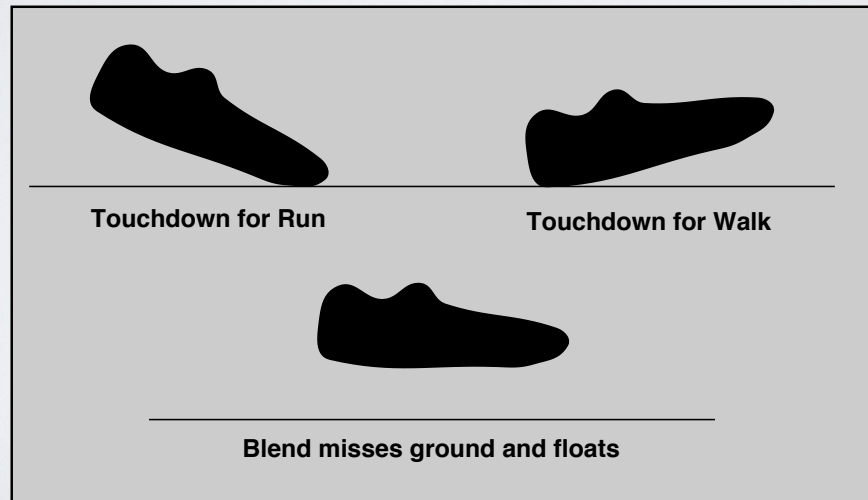 Touchdown for Run
Touchdown for Walk
Blend misses ground and floats